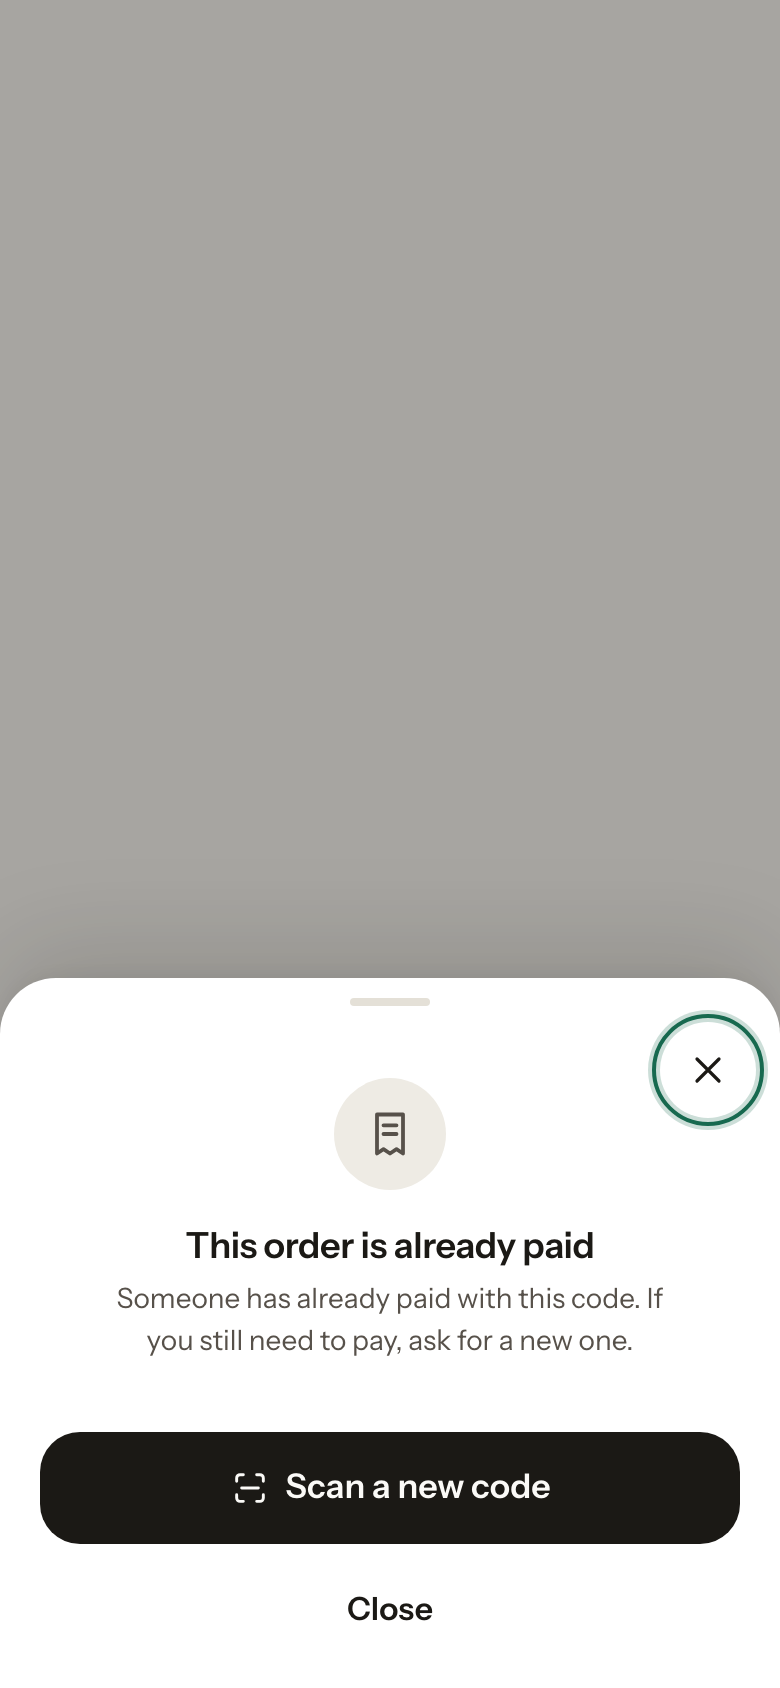 This order is already paid
Someone has already paid with this code. If
you still need to pay, ask for a new one.
Scan a new code
Close